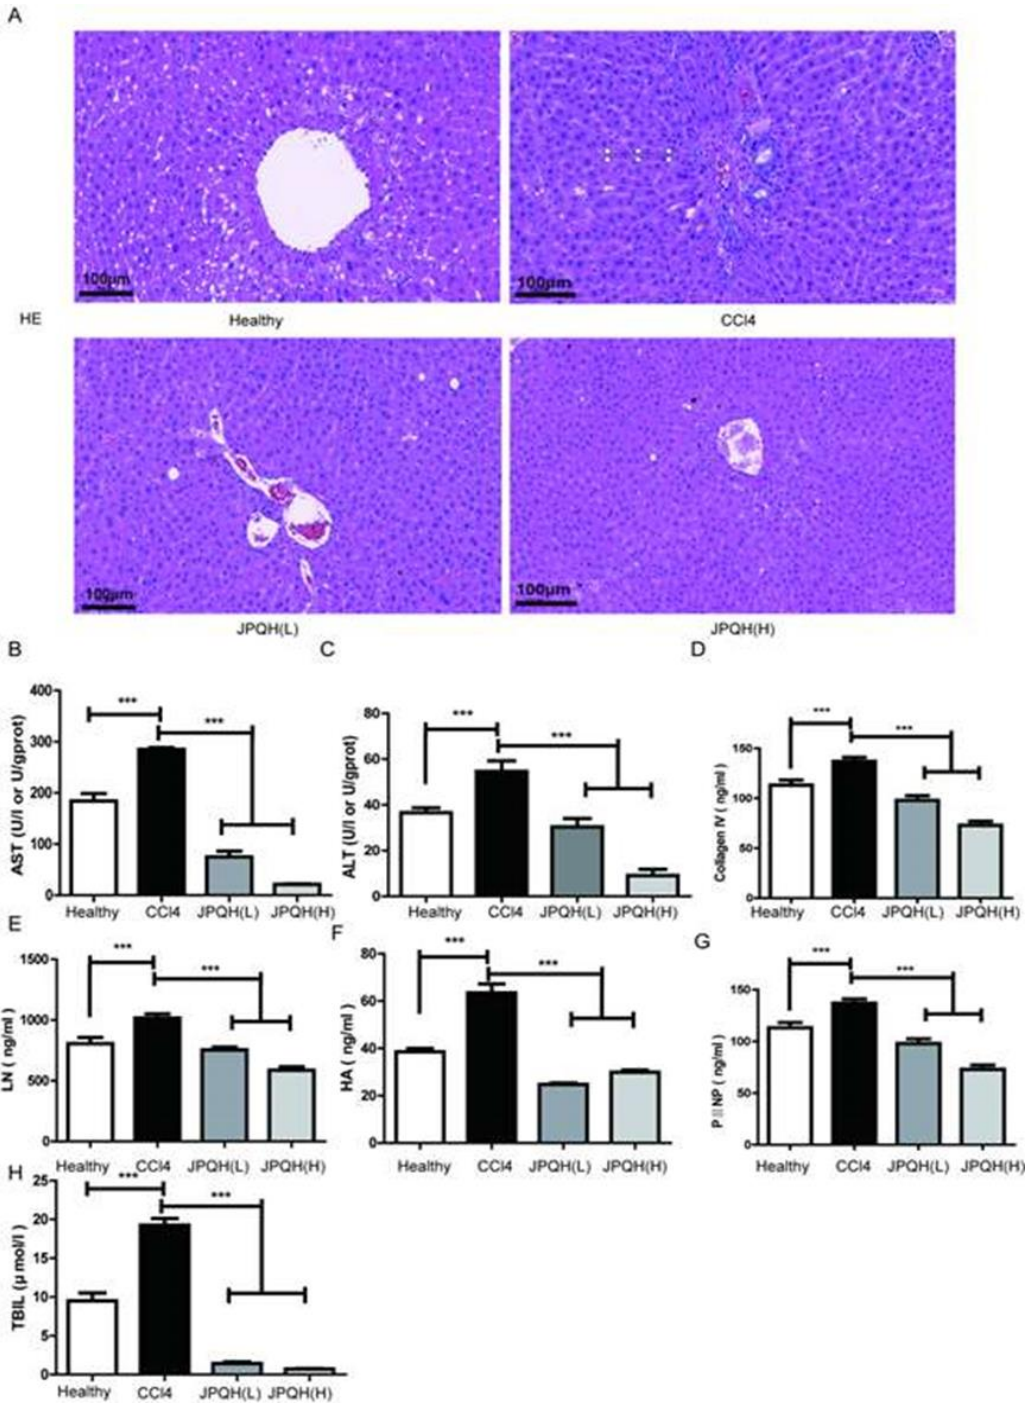 A
100μm
100μm
HE
Healthy
CCl4
100μm
100μm
JPQH(L)
JPQH(H)
B
C
D
400
300
200
100
0
AST (U/l or U/gprot)
***
***
Healthy
CCl4
JPQH(L)
JPQH(H)
80
60
40
20
0
ALT (U/l or U/gprot)
***
***
Healthy
CCl4
JPQH(L)
JPQH(H)
150
100
50
0
Collagen IV ( ng/ml )
***
***
Healthy
CCl4
JPQH(L)
JPQH(H)
E
F
G
1500
1000
500
0
LN ( ng/ml )
***
***
Healthy
CCl4
JPQH(L)
JPQH(H)
80
60
40
20
0
HA ( ng/ml )
***
***
Healthy
CCl4
JPQH(L)
JPQH(H)
150
100
50
0
NP ( ng/ml )
***
***
Healthy
CCl4
JPQH(L)
JPQH(H)
H
25
20
15
10
5
0
TBIL (μ mol/l )
***
***
Healthy
CCl4
JPQH(L)
JPQH(H)